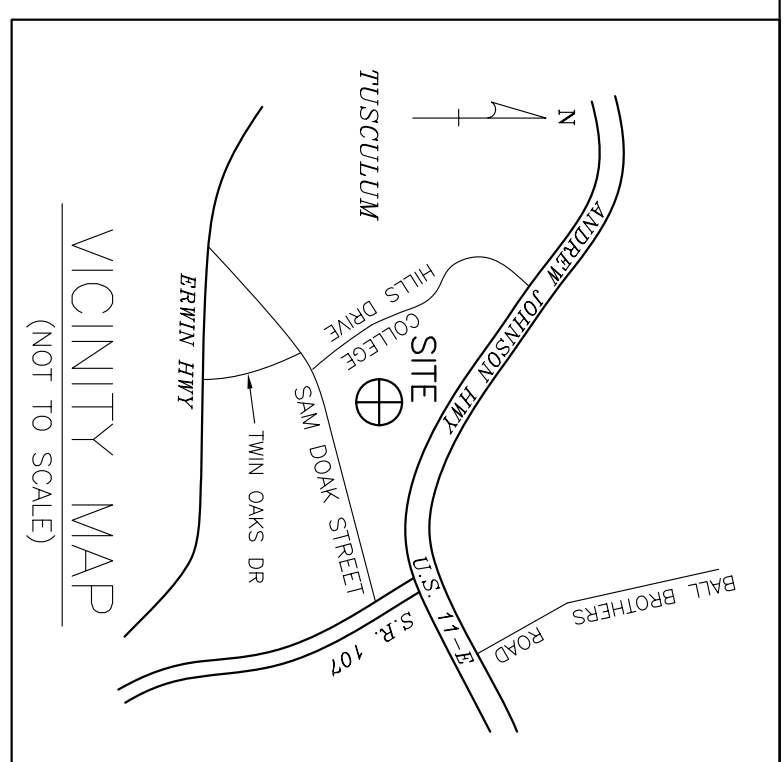 N
ANDREW JOHNSON HWY
U.S. 11-E
BALL BROTHERS
ROAD
TUSCULUM
COLLEGE
HILLS DRIVE
SITE
SAM DOAK STREET
S.R. 107
TWIN OAKS DR
ERWIN HWY
VICINITY MAP
(NOT TO SCALE)